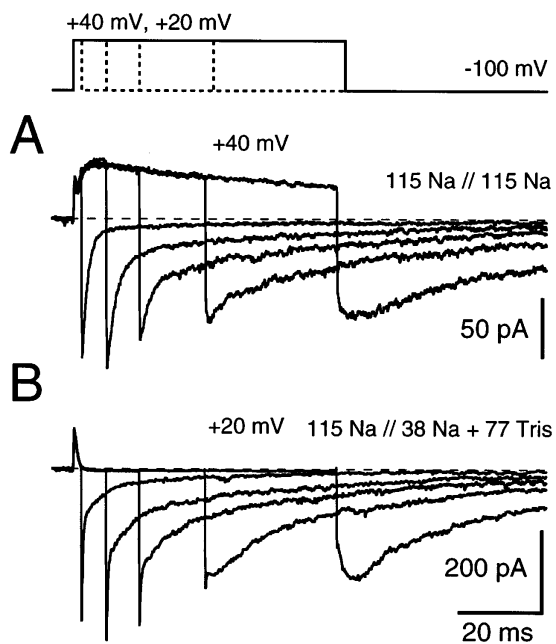 +40 mV, +20 mV
-100 mV
A
+40 mV
115 Na // 115 Na
50 pA
B
+20 mV
115 Na // 38 Na + 77 Tris
200 pA
20 ms